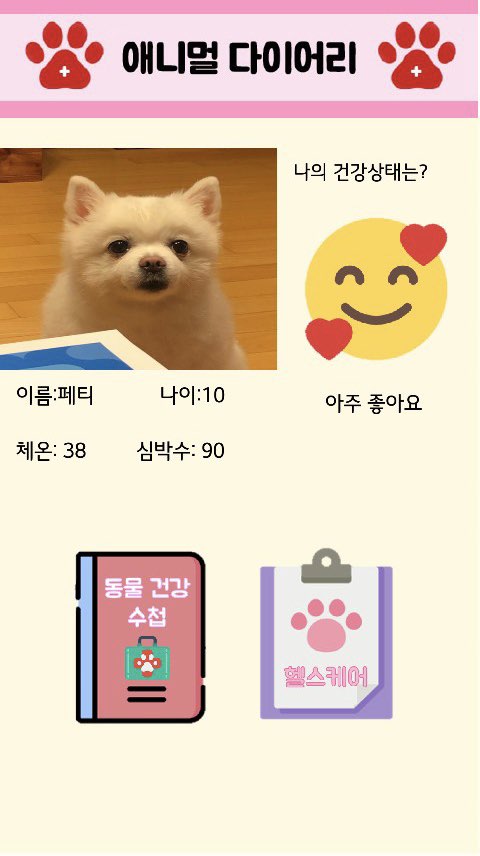 애니멀 다이어리
나의 건강상태는?
아주 좋아요
이름:페티 나이:10
체온: 38 심박수: 90
동물 건강
수첩
헬스케어